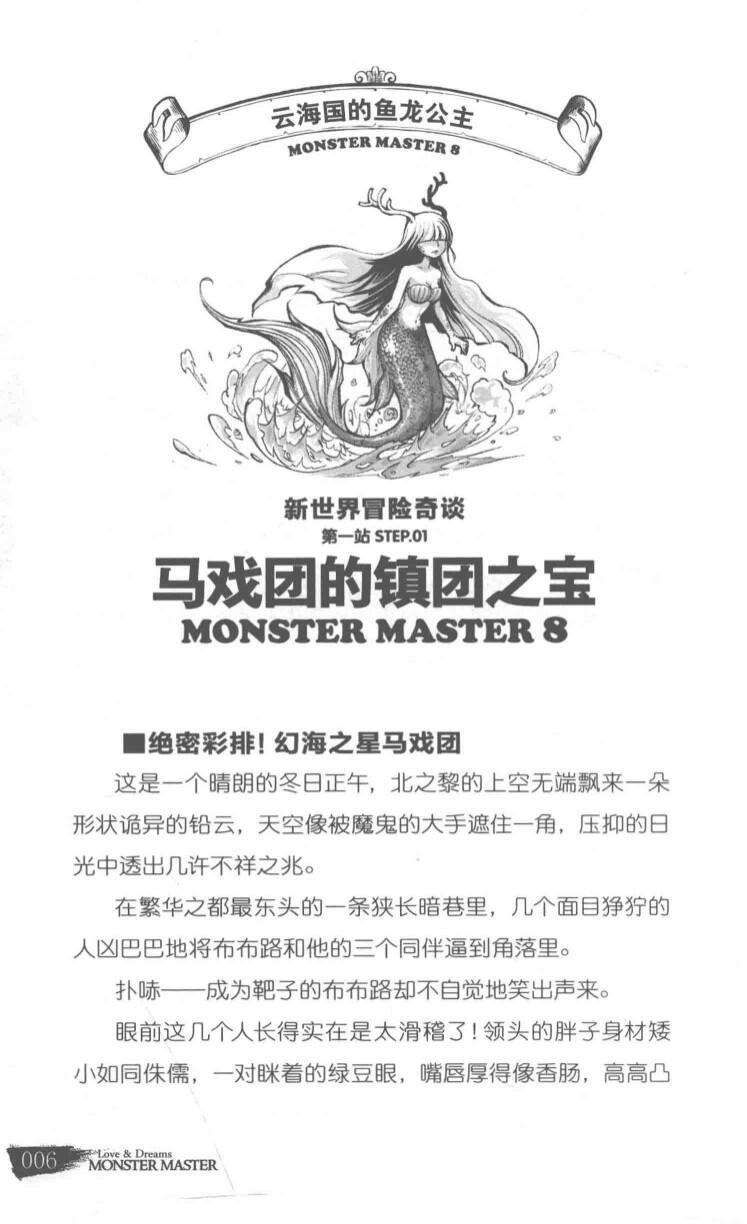 云海国的鱼龙公主
MONSTER MASTER 8
新世界冒险奇谈
第一站 STEP.01
马戏团的镇团之宝
MONSTER MASTER 8
■绝密彩排！幻海之星马戏团
这是一个晴朗的冬日正午，北之黎的上空无端飘来一朵
形状诡异的铅云，天空像被魔鬼的大手遮住一角，压抑的日
光中透出几许不祥之兆。
在繁华之都最东头的一条狭长暗巷里，几个面目狰狞的
人凶巴巴地将布布路和他的三个同伴逼到角落里。
扑哧——成为靶子的布布路却不自觉地笑出声来。
眼前这几个人长得实在是太滑稽了！领头的胖子身材矮
小如同侏儒，一对眯着的绿豆眼，嘴唇厚得像香肠，高高凸
006
Love & Dreams
MONSTER MASTER